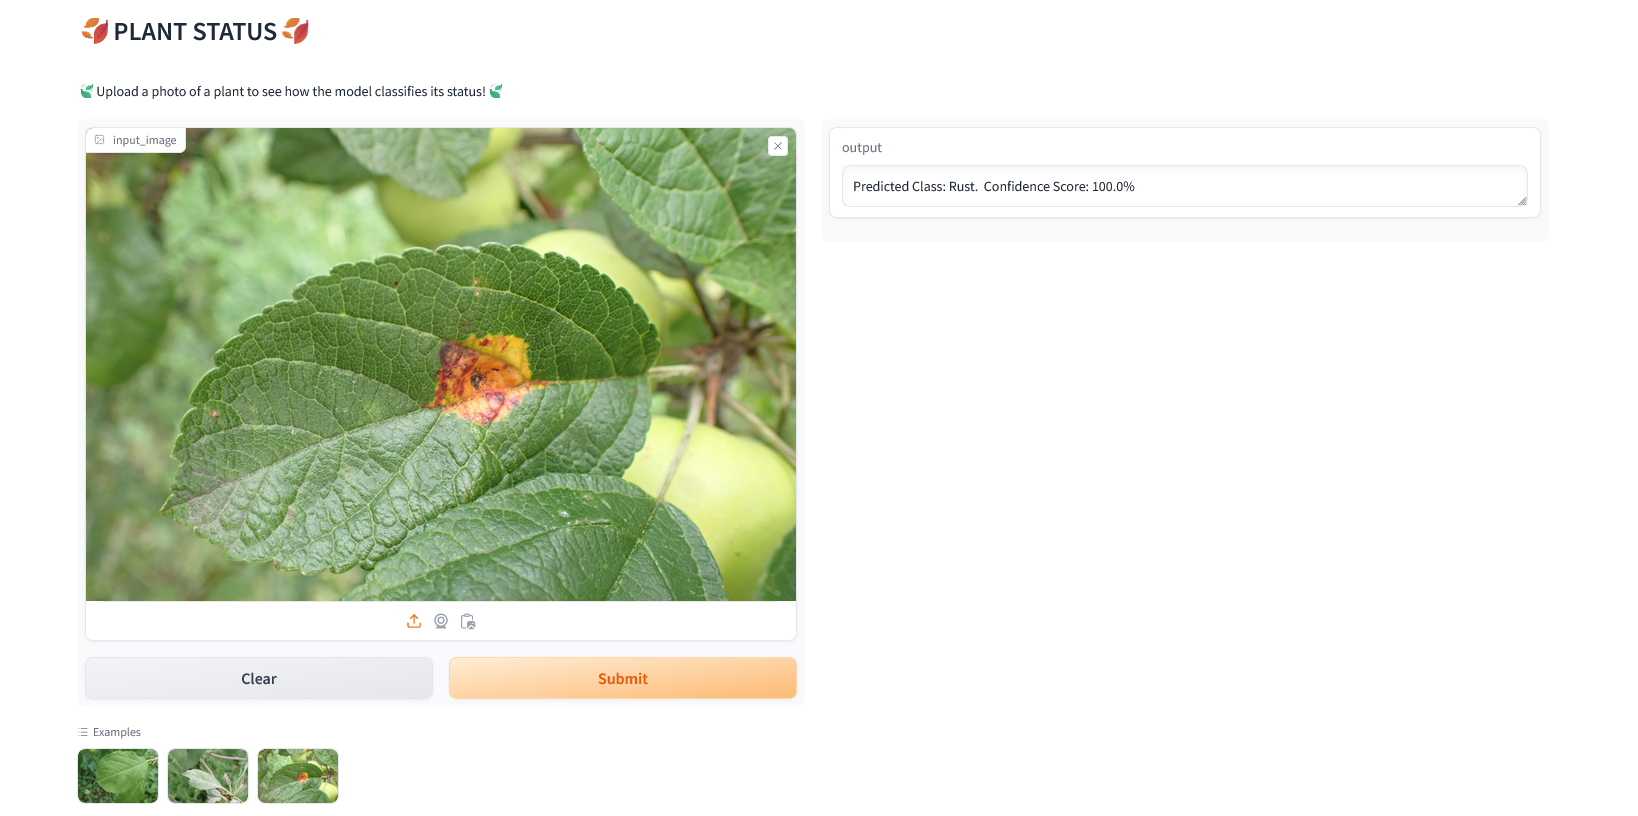 🍂 PLANT STATUS 🍂
🌿 Upload a photo of a plant to see how the model classifies its status! 🌿
input_image
output
Predicted Class: Rust.  Confidence Score: 100.0%
Clear
Submit
Examples